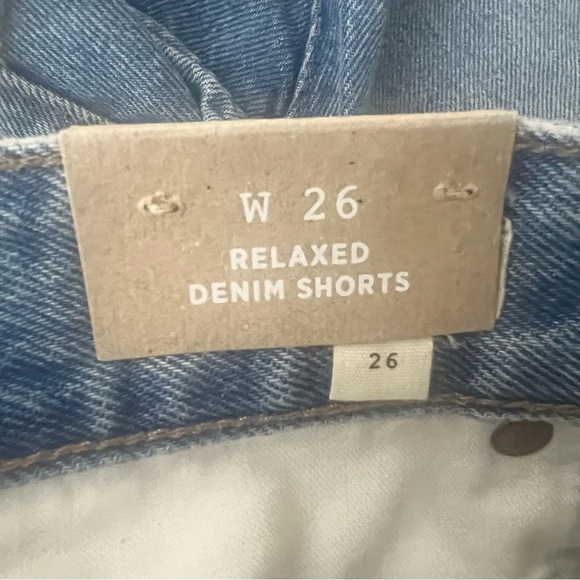 W 26
RELAXED
DENIM SHORTS
26